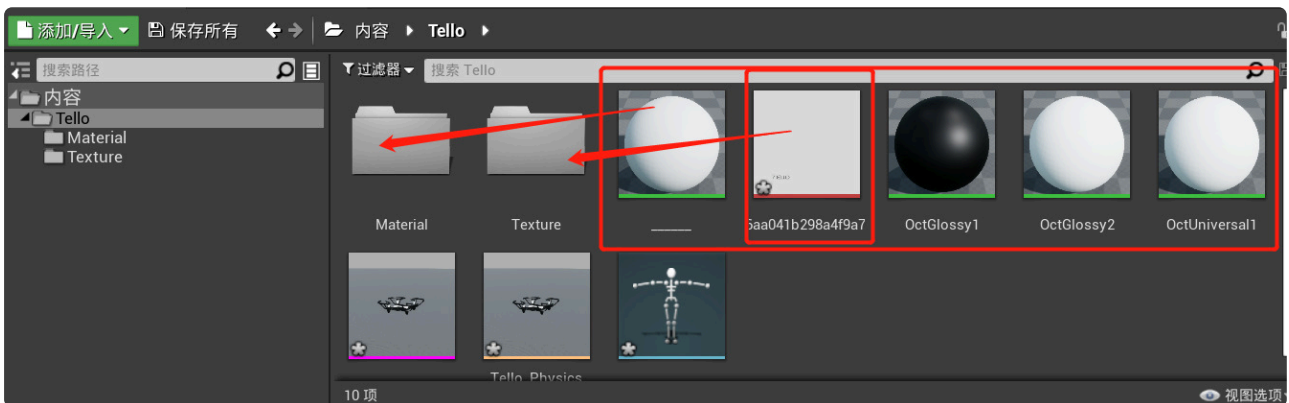 添加/导入 保存所有 内容 Tello
搜索路径
过滤器 搜索 Tello
内容
Tello
Material
Texture
Material Texture ______ 5aa041b298a4f9a7 OctGlossy1 OctGlossy2 OctUniversal1
Tello_Physics
10 项 视图选项